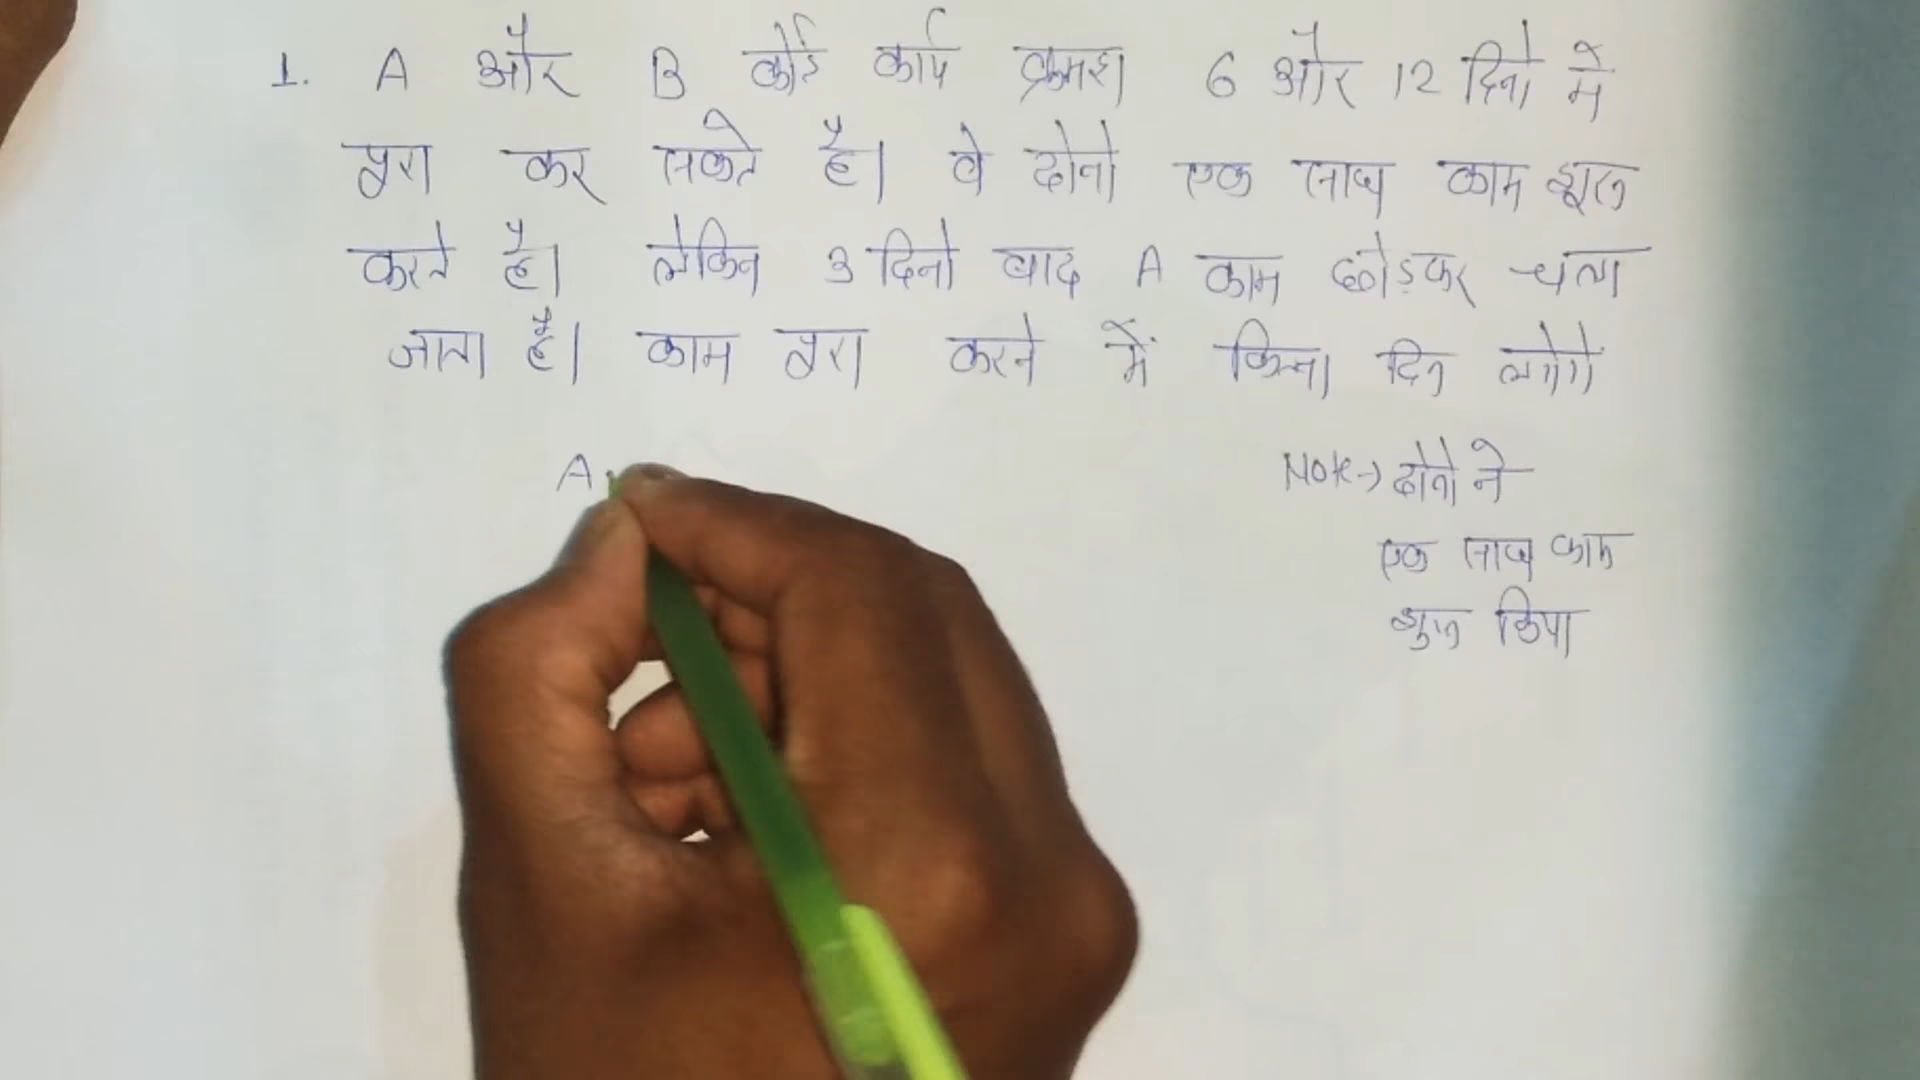 1. A और B कोई कार्य क्रमश 6 और 12 दिनो मे
पूरा कर सकते है। वे दोनो एक साथ काम शुरू
करते है। लेकिन 3 दिनो बाद A काम छोड़कर चला
जाता है। काम पूरा करने में कितना दिन लगेगे
A
Note→ दोनो ने
एक साथ काम
शुरू किया